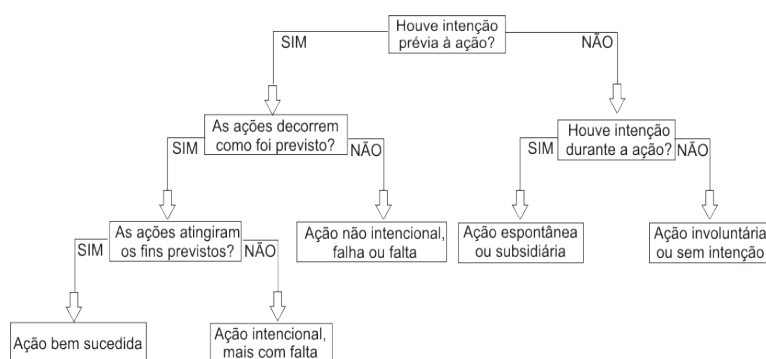 Houve intenção
prévia à ação?
SIM
NÃO
As ações decorrem
como foi previsto?
Houve intenção
durante a ação?
SIM
NÃO
SIM
NÃO
As ações atingiram
os fins previstos?
Ação não intencional,
falha ou falta
Ação espontânea
ou subsidiária
Ação involuntária
ou sem intenção
SIM
NÃO
Ação bem sucedida
Ação intencional,
mais com falta